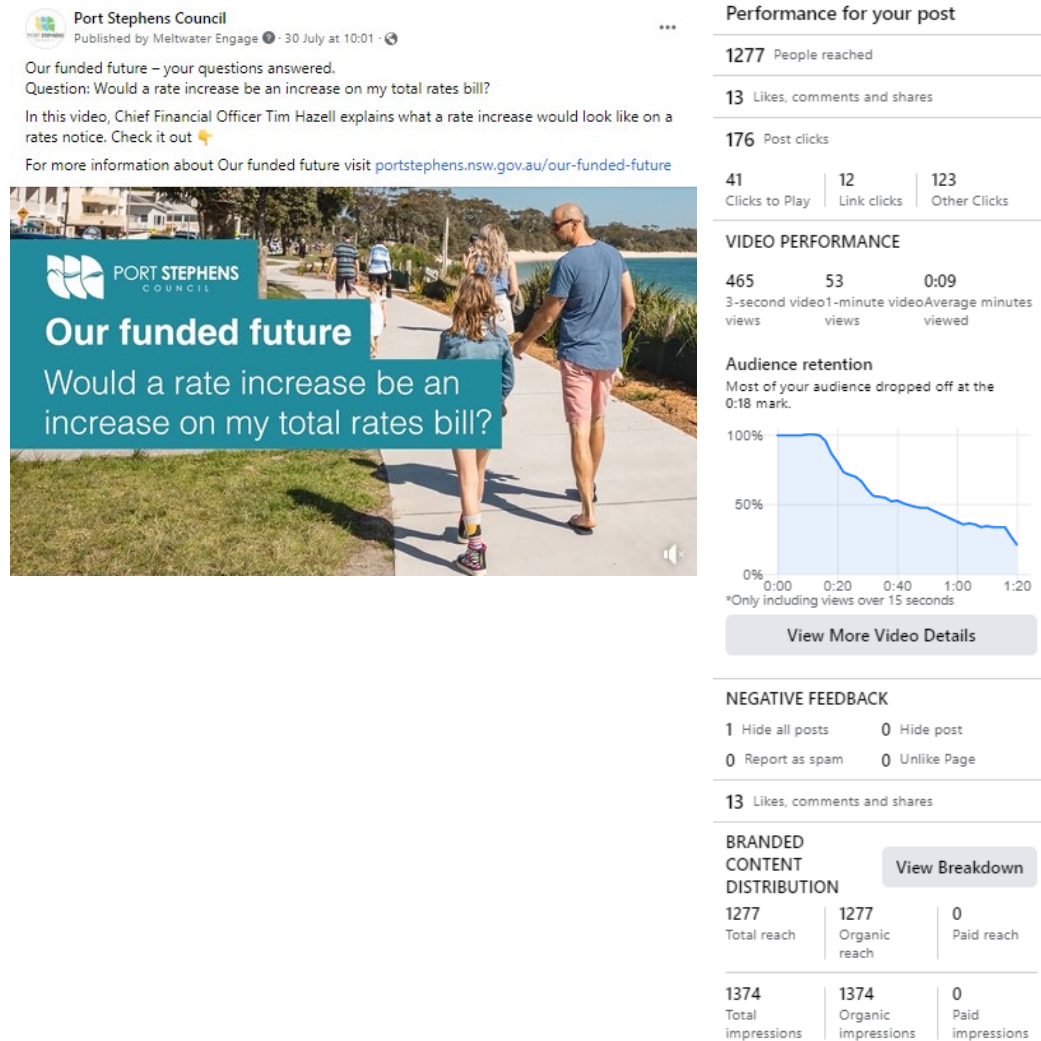 Port Stephens Council
Published by Meltwater Engage · 30 July at 10:01 ·
Our funded future – your questions answered.
Question: Would a rate increase be an increase on my total rates bill?
In this video, Chief Financial Officer Tim Hazell explains what a rate increase would look like on a
rates notice. Check it out 👇
For more information about Our funded future visit portstephens.nsw.gov.au/our-funded-future
PORT STEPHENS
COUNCIL
Our funded future
Would a rate increase be an
increase on my total rates bill?
Performance for your post
1277 People reached
13 Likes, comments and shares
176 Post clicks
41 12 123
Clicks to Play Link clicks Other Clicks
VIDEO PERFORMANCE
465 53 0:09
3-second video 1-minute video Average minutes
views views viewed
Audience retention
Most of your audience dropped off at the
0:18 mark.
100%
50%
0%
0:00 0:20 0:40 1:00 1:20
*Only including views over 15 seconds
View More Video Details
NEGATIVE FEEDBACK
1 Hide all posts 0 Hide post
0 Report as spam 0 Unlike Page
13 Likes, comments and shares
BRANDED
CONTENT
DISTRIBUTION
View Breakdown
1277 1277 0
Total reach Organic Paid reach
reach
1374 1374 0
Total Organic Paid
impressions impressions impressions